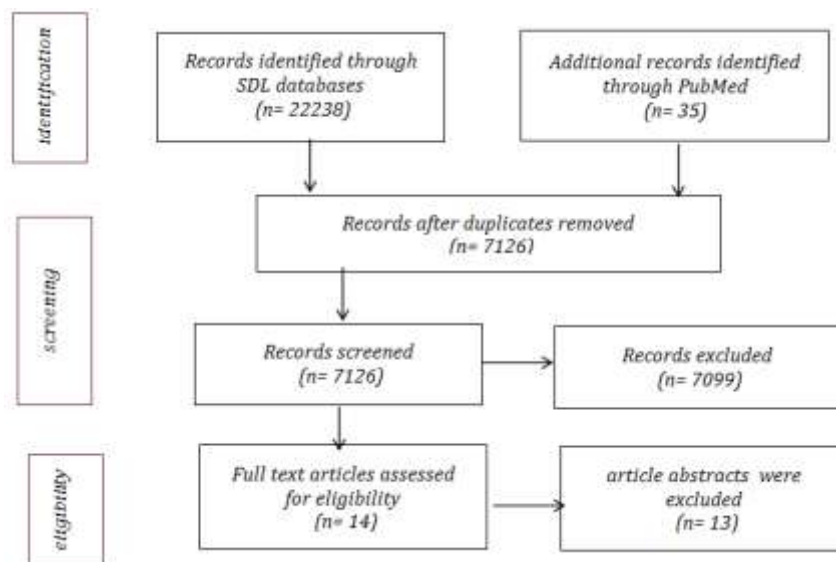 identification
Records identified through
SDL databases
(n= 22238)
Additional records identified
through PubMed
(n= 35)
Records after duplicates removed
(n= 7126)
screening
Records screened
(n= 7126)
Records excluded
(n= 7099)
eligibility
Full text articles assessed
for eligibility
(n= 14)
article abstracts were
excluded
(n= 13)